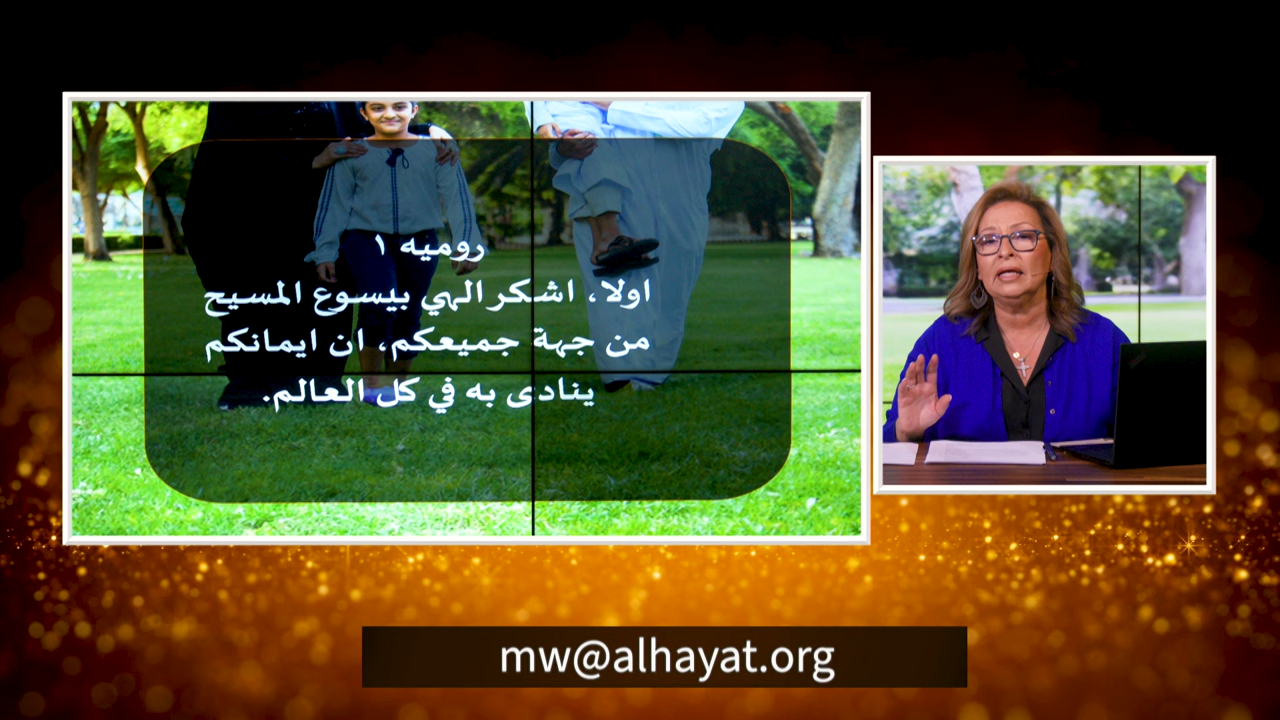 روميه ١
اولا، اشكر الهي بيسوع المسيح
من جهة جميعكم، ان ايمانكم
ينادى به في كل العالم.
mw@alhayat.org